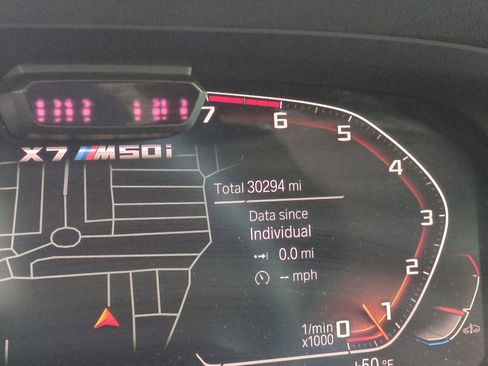 X7 M50i
Total 30294 mi
Data since
Individual
0.0 mi
-- mph
7
6
5
4
3
2
1
0
1/min
x1000
+50 °F